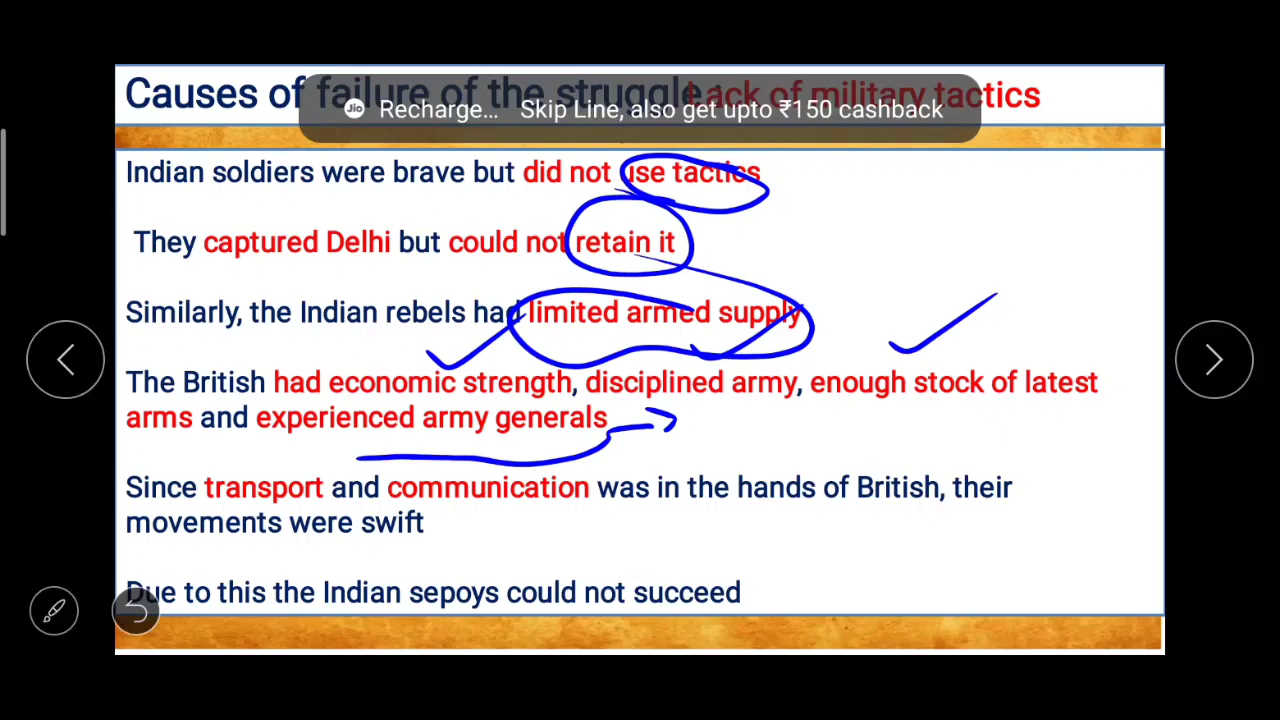 Causes of failure of the struggle: Lack of military tactics
Recharge... Skip Line, also get upto ₹150 cashback
Jio
Indian soldiers were brave but did not use tactics
They captured Delhi but could not retain it
Similarly, the Indian rebels had limited armed supply
The British had economic strength, disciplined army, enough stock of latest
arms and experienced army generals
Since transport and communication was in the hands of British, their
movements were swift
Due to this the Indian sepoys could not succeed